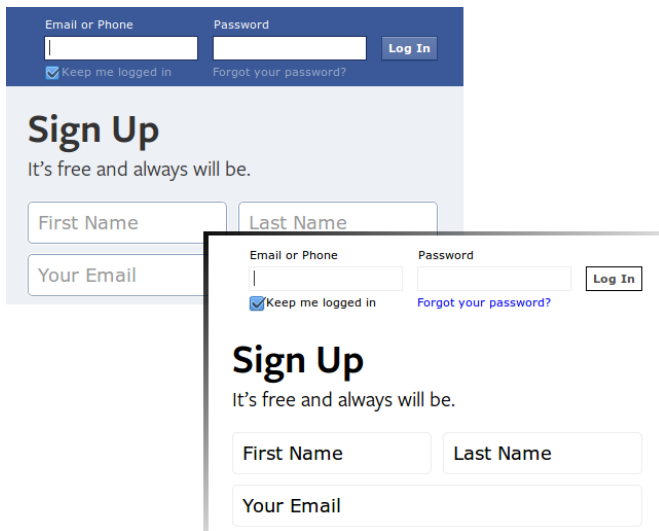 Email or Phone Password
Log In
Keep me logged in Forgot your password?
Sign Up
It's free and always will be.
First Name Last Name
Your Email
Email or Phone Password
Log In
Keep me logged in Forgot your password?
Sign Up
It's free and always will be.
First Name Last Name
Your Email